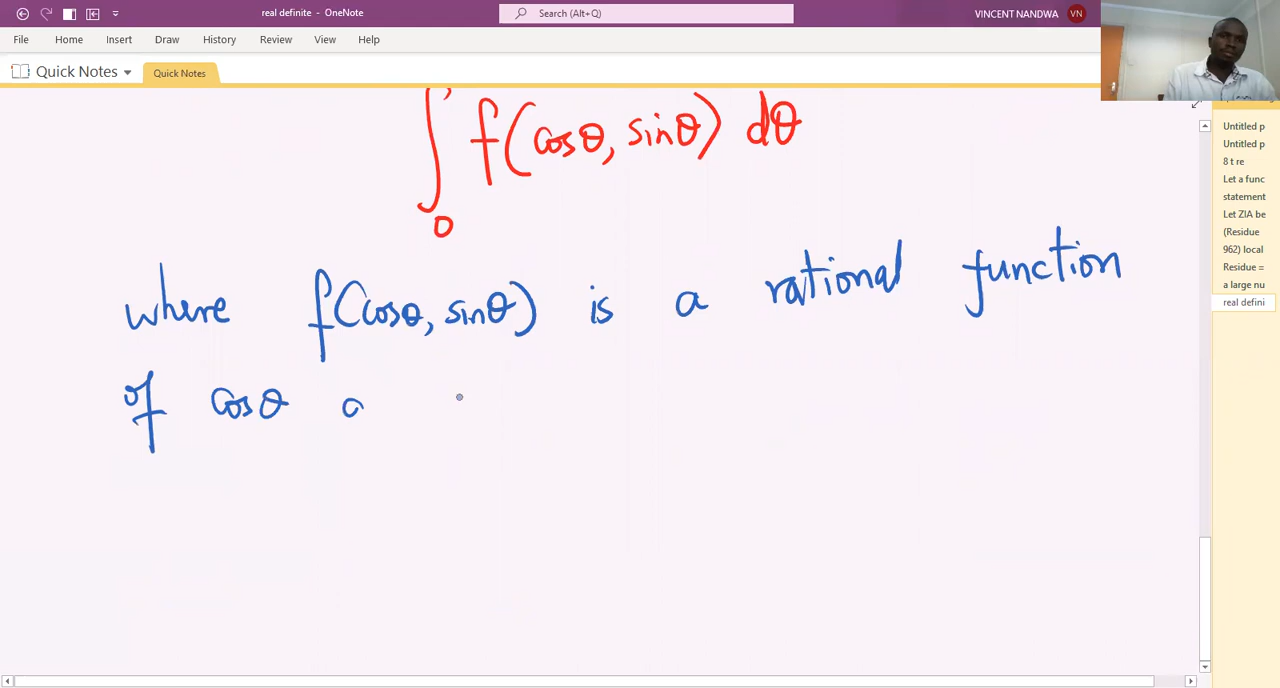 real definite - OneNote
Search (Alt+Q)
VINCENT NANDWA
VN
File Home Insert Draw History Review View Help
Quick Notes
Quick Notes
∫ f(cosθ, sinθ) dθ
0
where f(cosθ, sinθ) is a rational function
of cosθ a
Untitled p
Untitled p
8 t re
Let a func
statement
Let ZIA be
(Residue
962) local
Residue =
a large nu
real defini